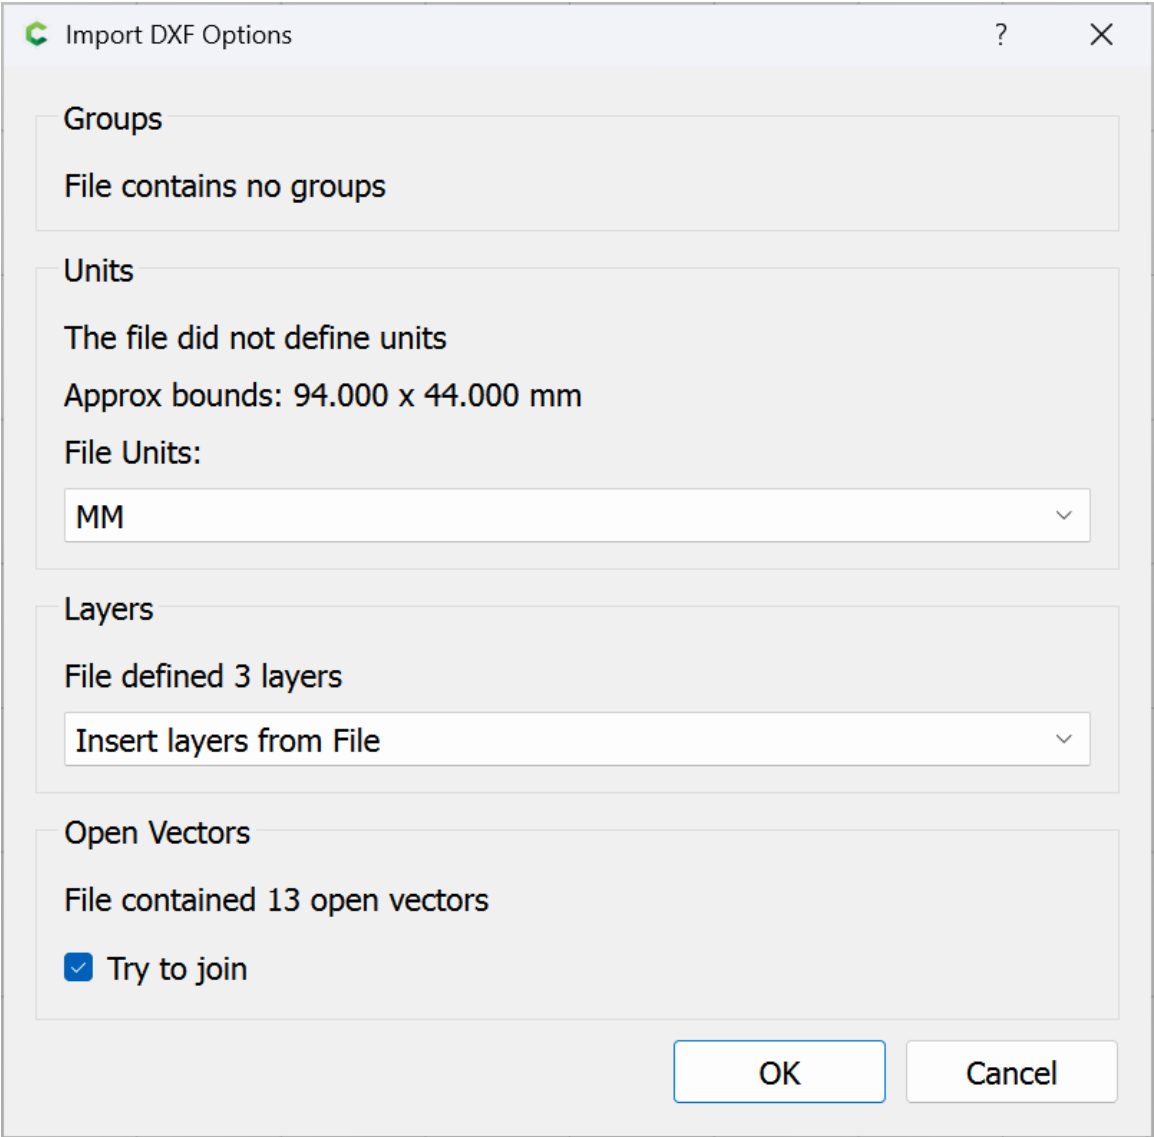 Import DXF Options
?
Groups
File contains no groups
Units
The file did not define units
Approx bounds: 94.000 x 44.000 mm
File Units:
MM
Layers
File defined 3 layers
Insert layers from File
Open Vectors
File contained 13 open vectors
Try to join
OK
Cancel